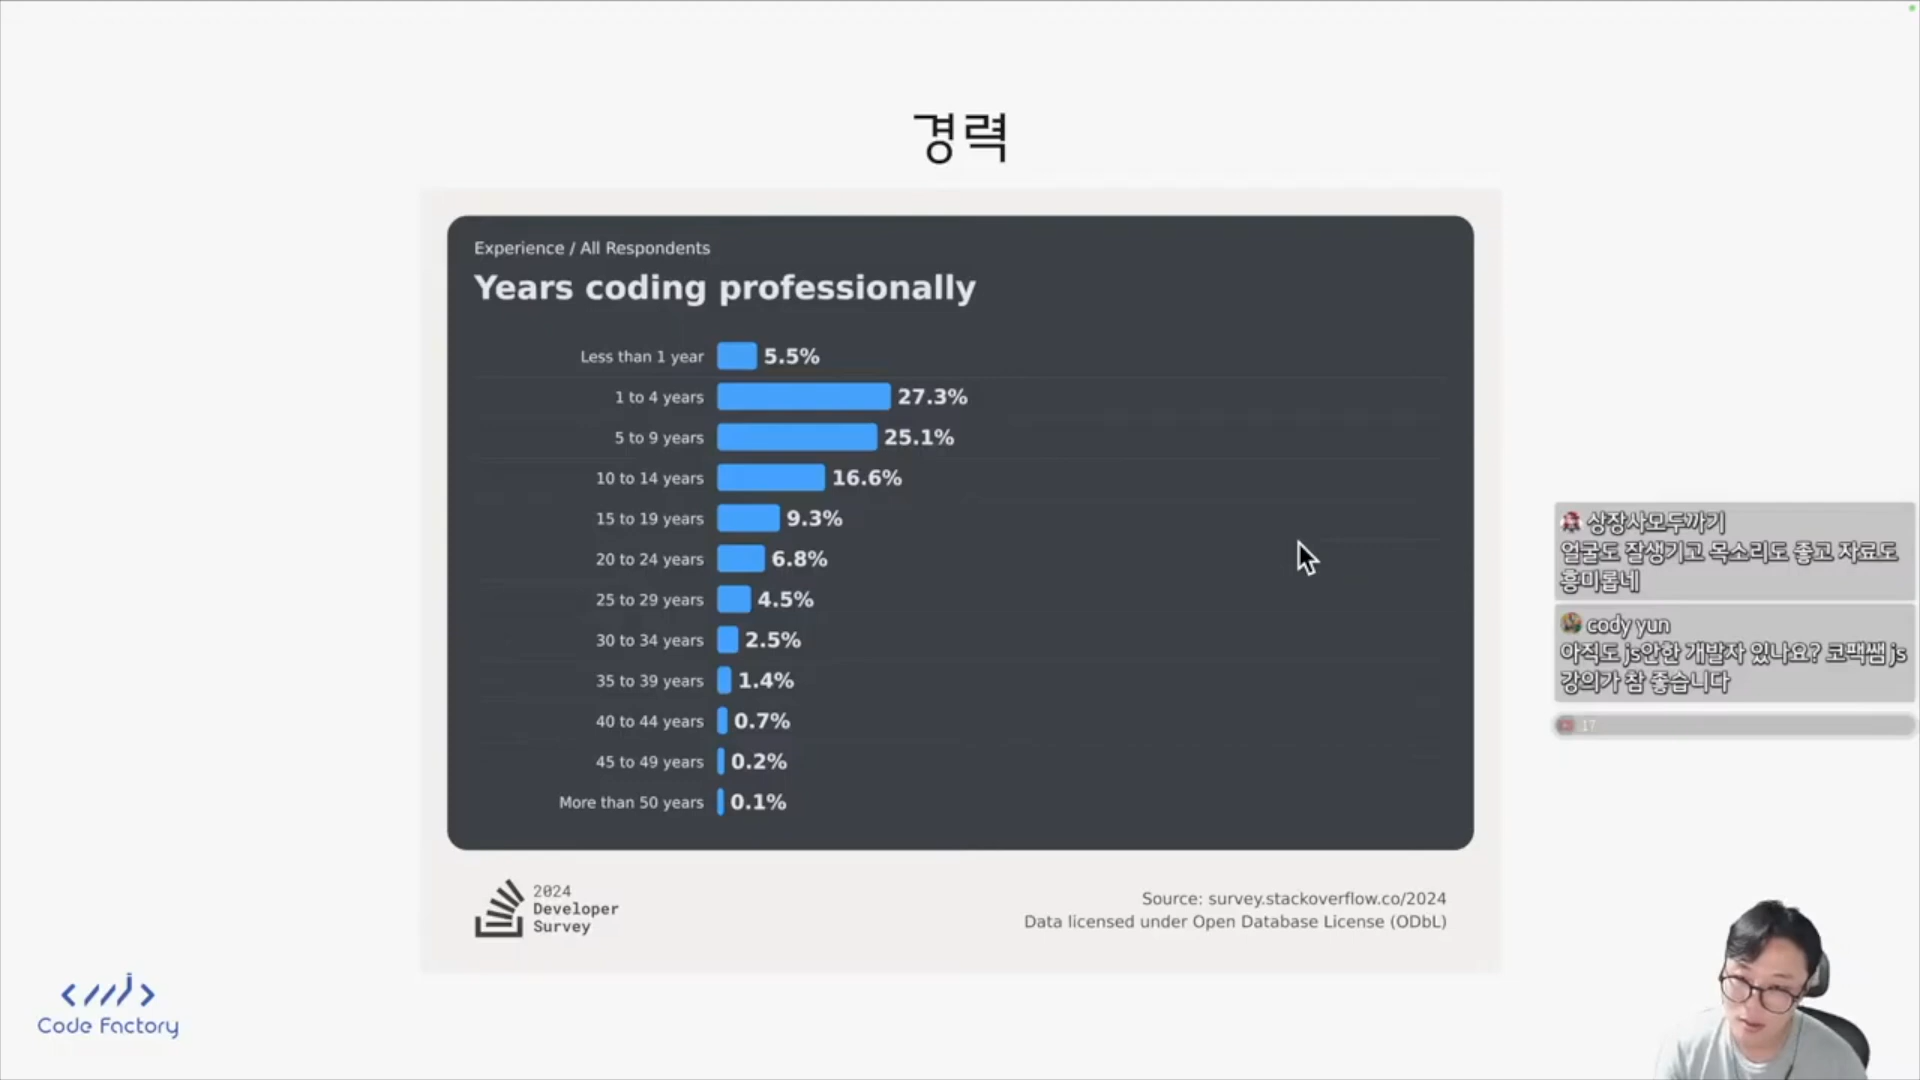 경력
Experience / All Respondents
Years coding professionally
Less than 1 year 5.5%
1 to 4 years 27.3%
5 to 9 years 25.1%
10 to 14 years 16.6%
15 to 19 years 9.3%
20 to 24 years 6.8%
25 to 29 years 4.5%
30 to 34 years 2.5%
35 to 39 years 1.4%
40 to 44 years 0.7%
45 to 49 years 0.2%
More than 50 years 0.1%
2024
Developer
Survey
Source: survey.stackoverflow.co/2024
Data licensed under Open Database License (ODbL)
상장사모두까기
얼굴도 잘생기고 목소리도 좋고 자료도
흥미롭네
cody yun
아직도 js안한 개발자 있나요? 코팩쌤 js
강의가 참 좋습니다
17
Code Factory